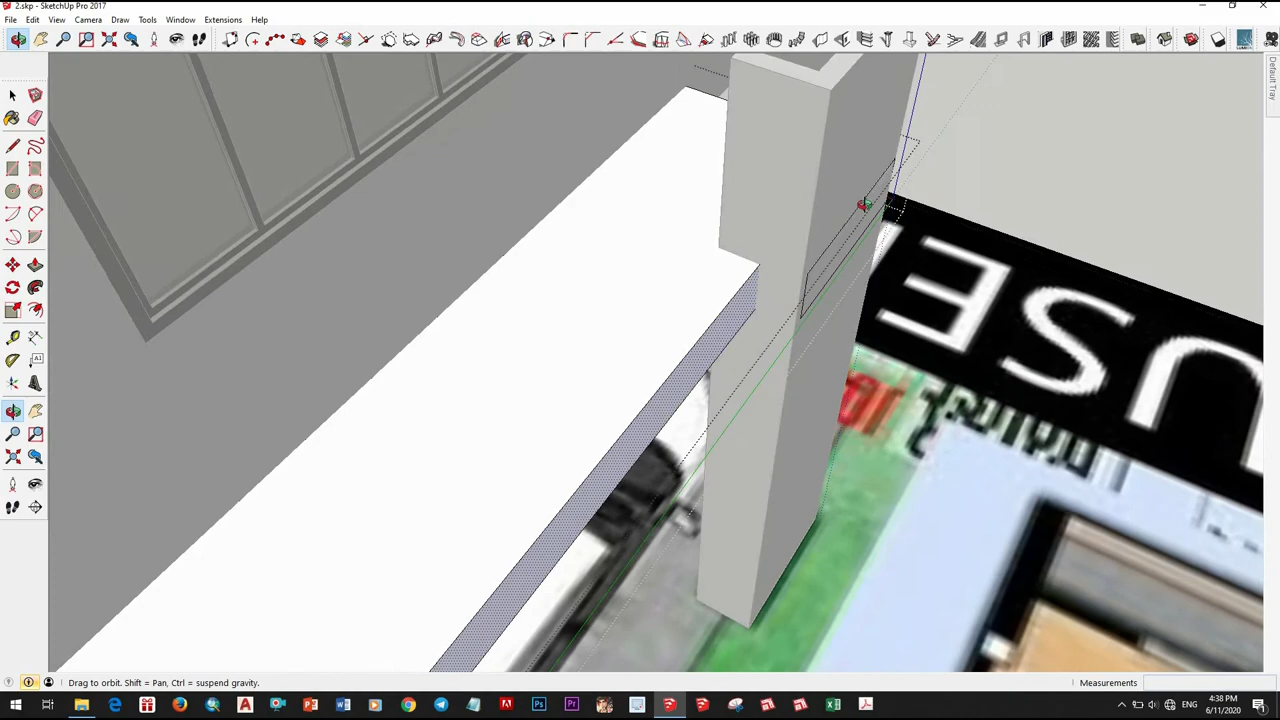 2.skp - SketchUp Pro 2017
File Edit View Camera Draw Tools Window Extensions Help
Default Tray
USE
Drag to orbit. Shift = Pan, Ctrl = suspend gravity.
Measurements
ENG
4:38 PM
6/11/2020